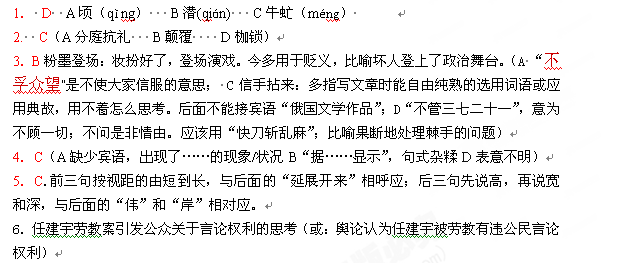 1. D A顷（qǐng） B潜(qián) C牛虻（méng）
2. C（A分庭抗礼 B颠覆 D枷锁）
3. B粉墨登场：妆扮好了，登场演戏。今多用于贬义，比喻坏人登上了政治舞台。（A “不
孚众望”是不使大家信服的意思； C信手拈来：多指写文章时能自由纯熟的选用词语或应
用典故，用不着怎么思考。后面不能接宾语“俄国文学作品”；D“不管三七二十一”，意为
不顾一切；不问是非情由。应该用“快刀斩乱麻”；比喻果断地处理棘手的问题）
4. C（A缺少宾语，出现了……的现象/状况 B“据……显示”，句式杂糅 D表意不明）
5. C.前三句按视距的由短到长，与后面的“延展开来”相呼应；后三句先说高，再说宽
和深，与后面的“伟”和“岸”相对应。
6. 任建宇劳教案引发公众关于言论权利的思考（或：舆论认为任建宇被劳教有违公民言论
权利）